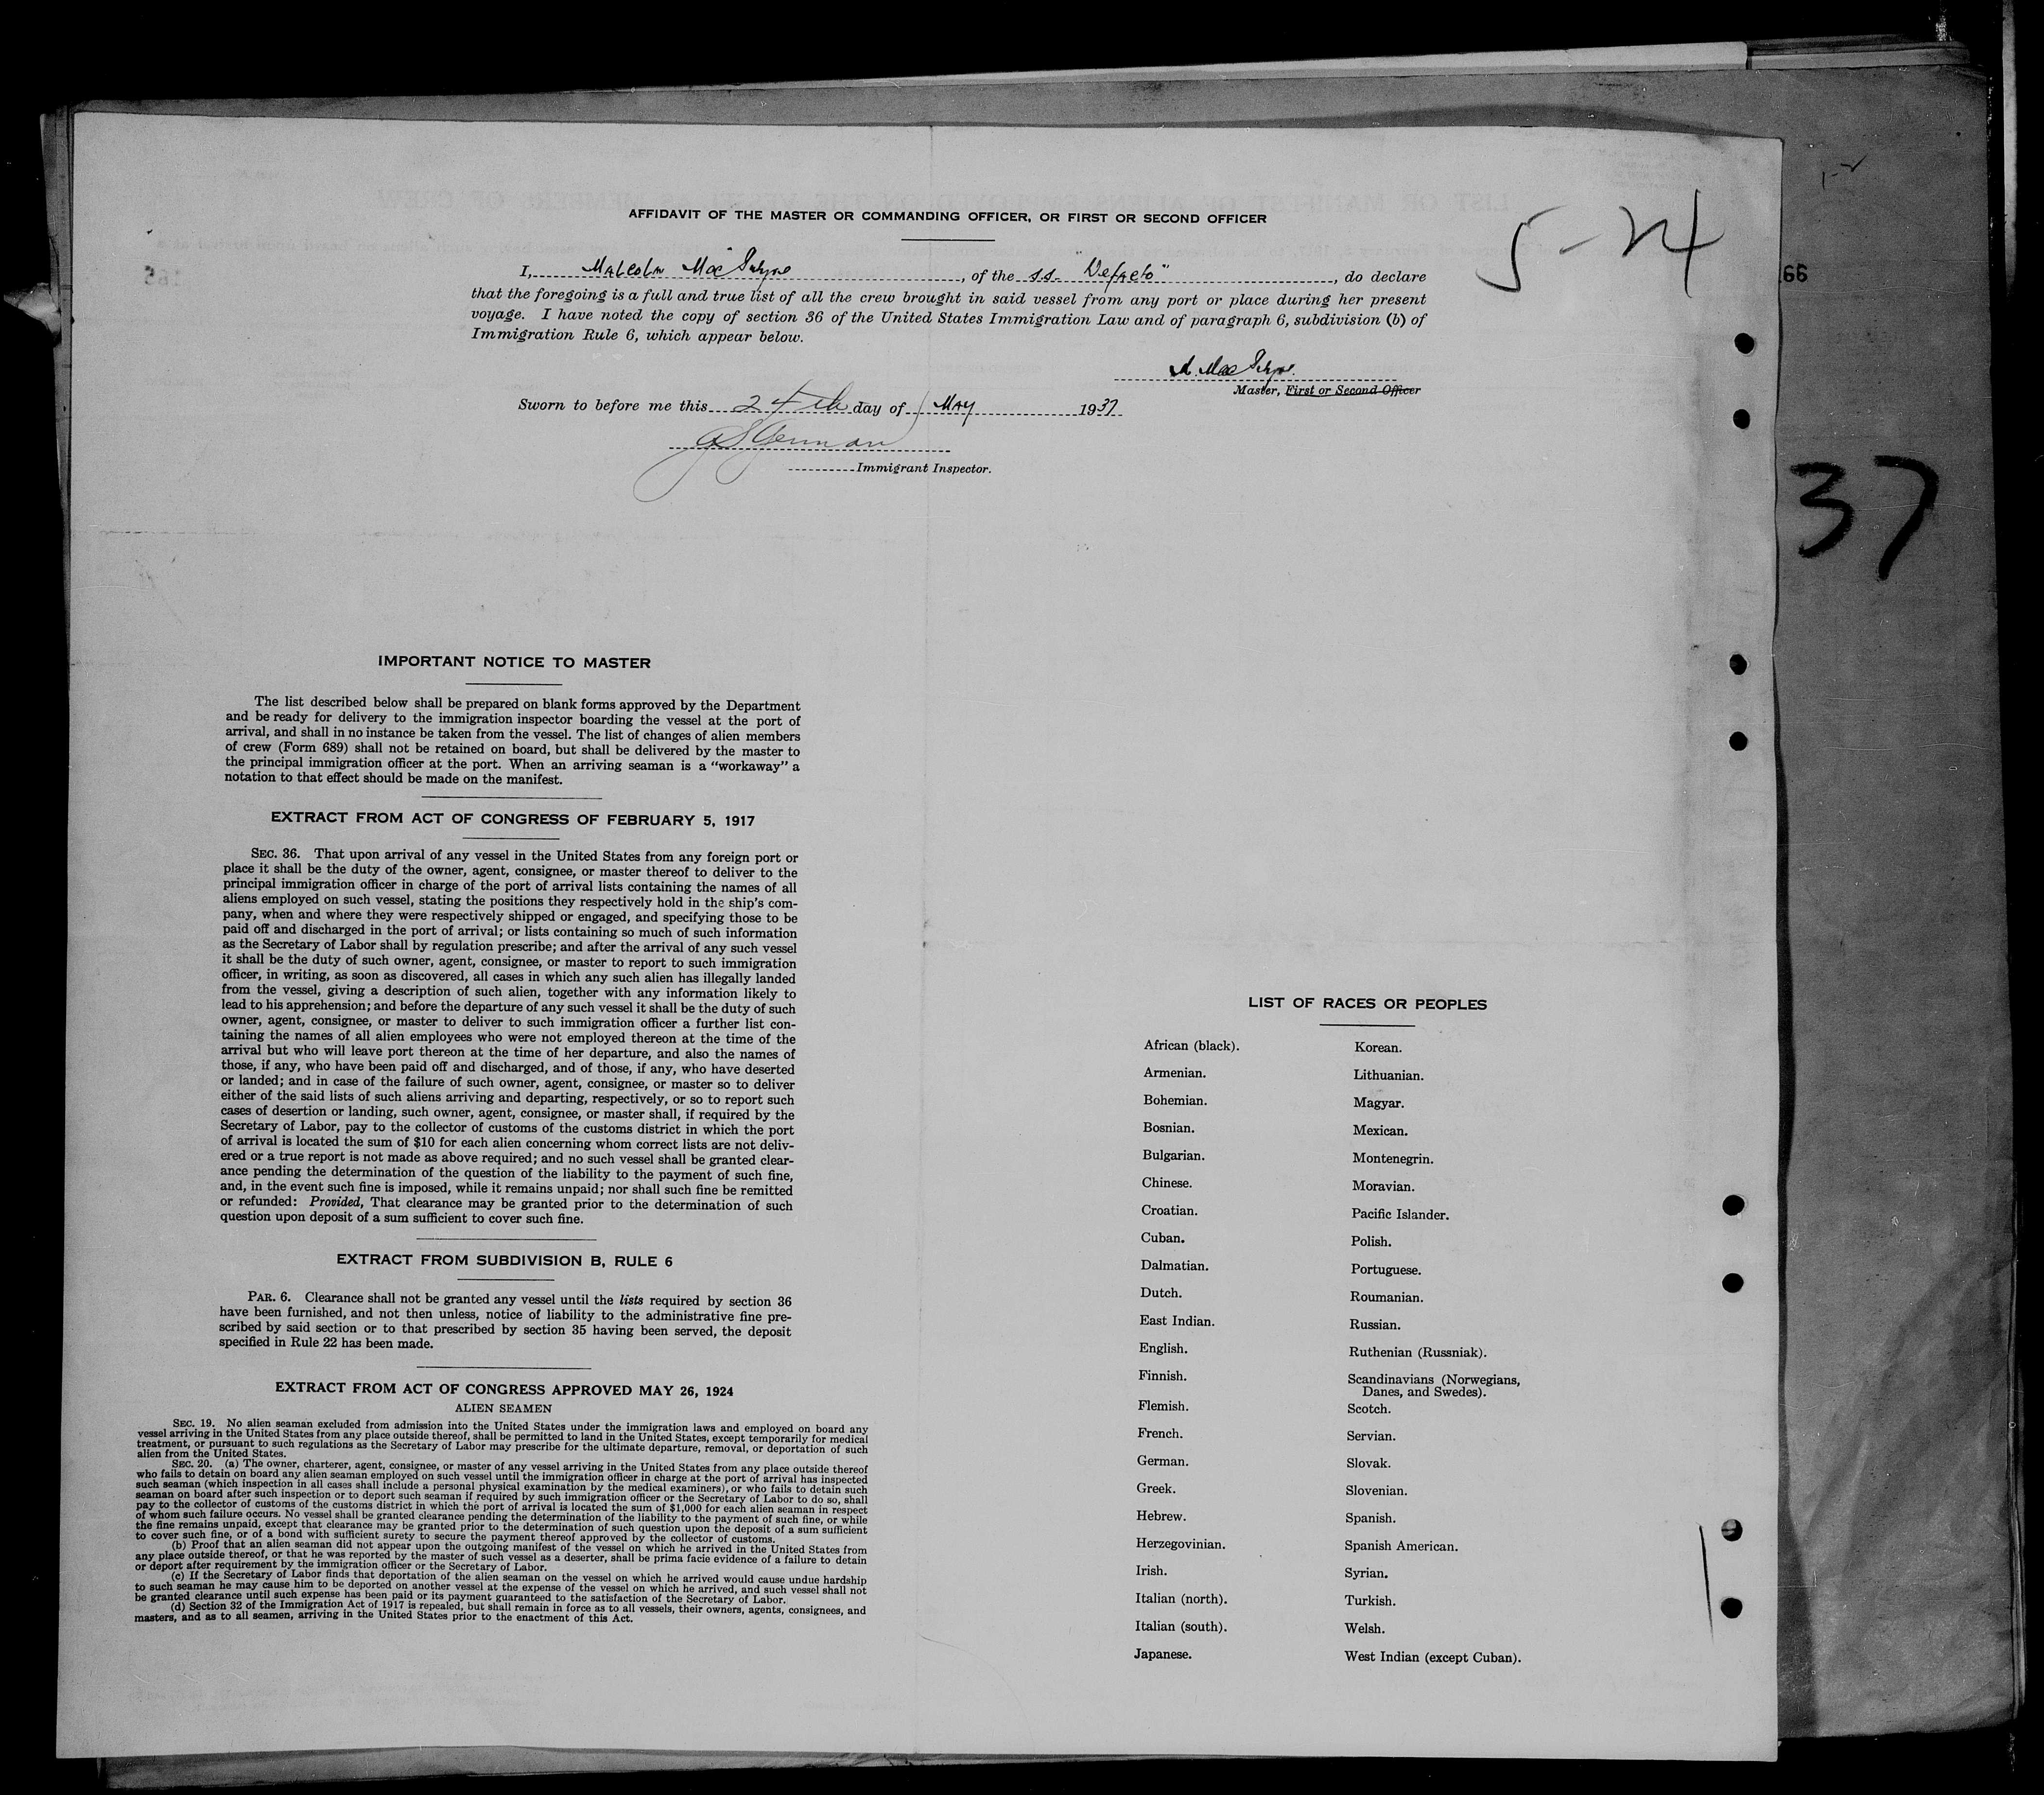 AFFIDAVIT OF THE MASTER OR COMMANDING OFFICER, OR FIRST OR SECOND OFFICER
5-24
I, Malcolm Mac , of the S.S. "Defacto" , do declare
that the foregoing is a full and true list of all the crew brought in said vessel from any port or place during her present
voyage. I have noted the copy of section 36 of the United States Immigration Law and of paragraph 6, subdivision (b) of
Immigration Rule 6, which appear below.
M. Mac
Master, First or Second Officer
Sworn to before me this 24th day of May 1937
Immigrant Inspector.
66
37
IMPORTANT NOTICE TO MASTER
The list described below shall be prepared on blank forms approved by the Department
and be ready for delivery to the immigration inspector boarding the vessel at the port of
arrival, and shall in no instance be taken from the vessel. The list of changes of alien members
of crew (Form 689) shall not be retained on board, but shall be delivered by the master to
the principal immigration officer at the port. When an arriving seaman is a "workaway" a
notation to that effect should be made on the manifest.
EXTRACT FROM ACT OF CONGRESS OF FEBRUARY 5, 1917
SEC. 36. That upon arrival of any vessel in the United States from any foreign port or
place it shall be the duty of the owner, agent, consignee, or master thereof to deliver to the
principal immigration officer in charge of the port of arrival lists containing the names of all
aliens employed on such vessel, stating the positions they respectively hold in the ship's com-
pany, when and where they were respectively shipped or engaged, and specifying those to be
paid off and discharged in the port of arrival; or lists containing so much of such information
as the Secretary of Labor shall by regulation prescribe; and after the arrival of any such vessel
it shall be the duty of such owner, agent, consignee, or master to report to such immigration
officer, in writing, as soon as discovered, all cases in which any such alien has illegally landed
from the vessel, giving a description of such alien, together with any information likely to
lead to his apprehension; and before the departure of any such vessel it shall be the duty of such
owner, agent, consignee, or master to deliver to such immigration officer a further list con-
taining the names of all alien employees who were not employed thereon at the time of the
arrival but who will leave port thereon at the time of her departure, and also the names of
those, if any, who have been paid off and discharged, and of those, if any, who have deserted
or landed; and in case of the failure of such owner, agent, consignee, or master so to deliver
either of the said lists of such aliens arriving and departing, respectively, or so to report such
cases of desertion or landing, such owner, agent, consignee, or master shall, if required by the
Secretary of Labor, pay to the collector of customs of the customs district in which the port
of arrival is located the sum of $10 for each alien concerning whom correct lists are not deliv-
ered or a true report is not made as above required; and no such vessel shall be granted clear-
ance pending the determination of the question of the liability to the payment of such fine,
and, in the event such fine is imposed, while it remains unpaid; nor shall such fine be remitted
or refunded: Provided, That clearance may be granted prior to the determination of such
question upon deposit of a sum sufficient to cover such fine.
EXTRACT FROM SUBDIVISION B, RULE 6
PAR. 6. Clearance shall not be granted any vessel until the lists required by section 36
have been furnished, and not then unless, notice of liability to the administrative fine pre-
scribed by said section or to that prescribed by section 35 having been served, the deposit
specified in Rule 22 has been made.
EXTRACT FROM ACT OF CONGRESS APPROVED MAY 26, 1924
ALIEN SEAMEN
SEC. 19. No alien seaman excluded from admission into the United States under the immigration laws and employed on board any
vessel arriving in the United States from any place outside thereof, shall be permitted to land in the United States, except temporarily for medical
treatment, or pursuant to such regulations as the Secretary of Labor may prescribe for the ultimate departure, removal, or deportation of such
alien from the United States.
SEC. 20. (a) The owner, charterer, agent, consignee, or master of any vessel arriving in the United States from any place outside thereof
who fails to detain on board any alien seaman employed on such vessel until the immigration officer in charge at the port of arrival has inspected
such seaman (which inspection in all cases shall include a personal physical examination by the medical examiners), or who fails to detain such
seaman on board after such inspection or to deport such seaman if required by such immigration officer or the Secretary of Labor to do so, shall
pay to the collector of customs of the customs district in which the port of arrival is located the sum of $1,000 for each alien seaman in respect
of whom such failure occurs. No vessel shall be granted clearance pending the determination of the liability to the payment of such fine, or while
the fine remains unpaid, except that clearance may be granted prior to the determination of such question upon the deposit of a sum sufficient
to cover such fine, or of a bond with sufficient surety to secure the payment thereof approved by the collector of customs.
(b) Proof that an alien seaman did not appear upon the outgoing manifest of the vessel on which he arrived in the United States from
any place outside thereof, or that he was reported by the master of such vessel as a deserter, shall be prima facie evidence of a failure to detain
or deport after requirement by the immigration officer or the Secretary of Labor.
(c) If the Secretary of Labor finds that deportation of the alien seaman on the vessel on which he arrived would cause undue hardship
to such seaman he may cause him to be deported on another vessel at the expense of the vessel on which he arrived, and such vessel shall not
be granted clearance until such expense has been paid or its payment guaranteed to the satisfaction of the Secretary of Labor.
(d) Section 32 of the Immigration Act of 1917 is repealed, but shall remain in force as to all vessels, their owners, agents, consignees, and
masters, and as to all seamen, arriving in the United States prior to the enactment of this Act.
LIST OF RACES OR PEOPLES
African (black).
Armenian.
Bohemian.
Bosnian.
Bulgarian.
Chinese.
Croatian.
Cuban.
Dalmatian.
Dutch.
East Indian.
English.
Finnish.
Flemish.
French.
German.
Greek.
Hebrew.
Herzegovinian.
Irish.
Italian (north).
Italian (south).
Japanese.
Korean.
Lithuanian.
Magyar.
Mexican.
Montenegrin.
Moravian.
Pacific Islander.
Polish.
Portuguese.
Roumanian.
Russian.
Ruthenian (Russniak).
Scandinavians (Norwegians,
Danes, and Swedes).
Scotch.
Servian.
Slovak.
Slovenian.
Spanish.
Spanish American.
Syrian.
Turkish.
Welsh.
West Indian (except Cuban).